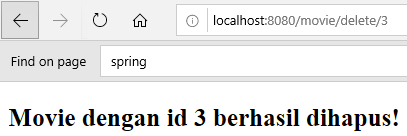 localhost:8080/movie/delete/3
Find on page
spring
Movie dengan id 3 berhasil dihapus!